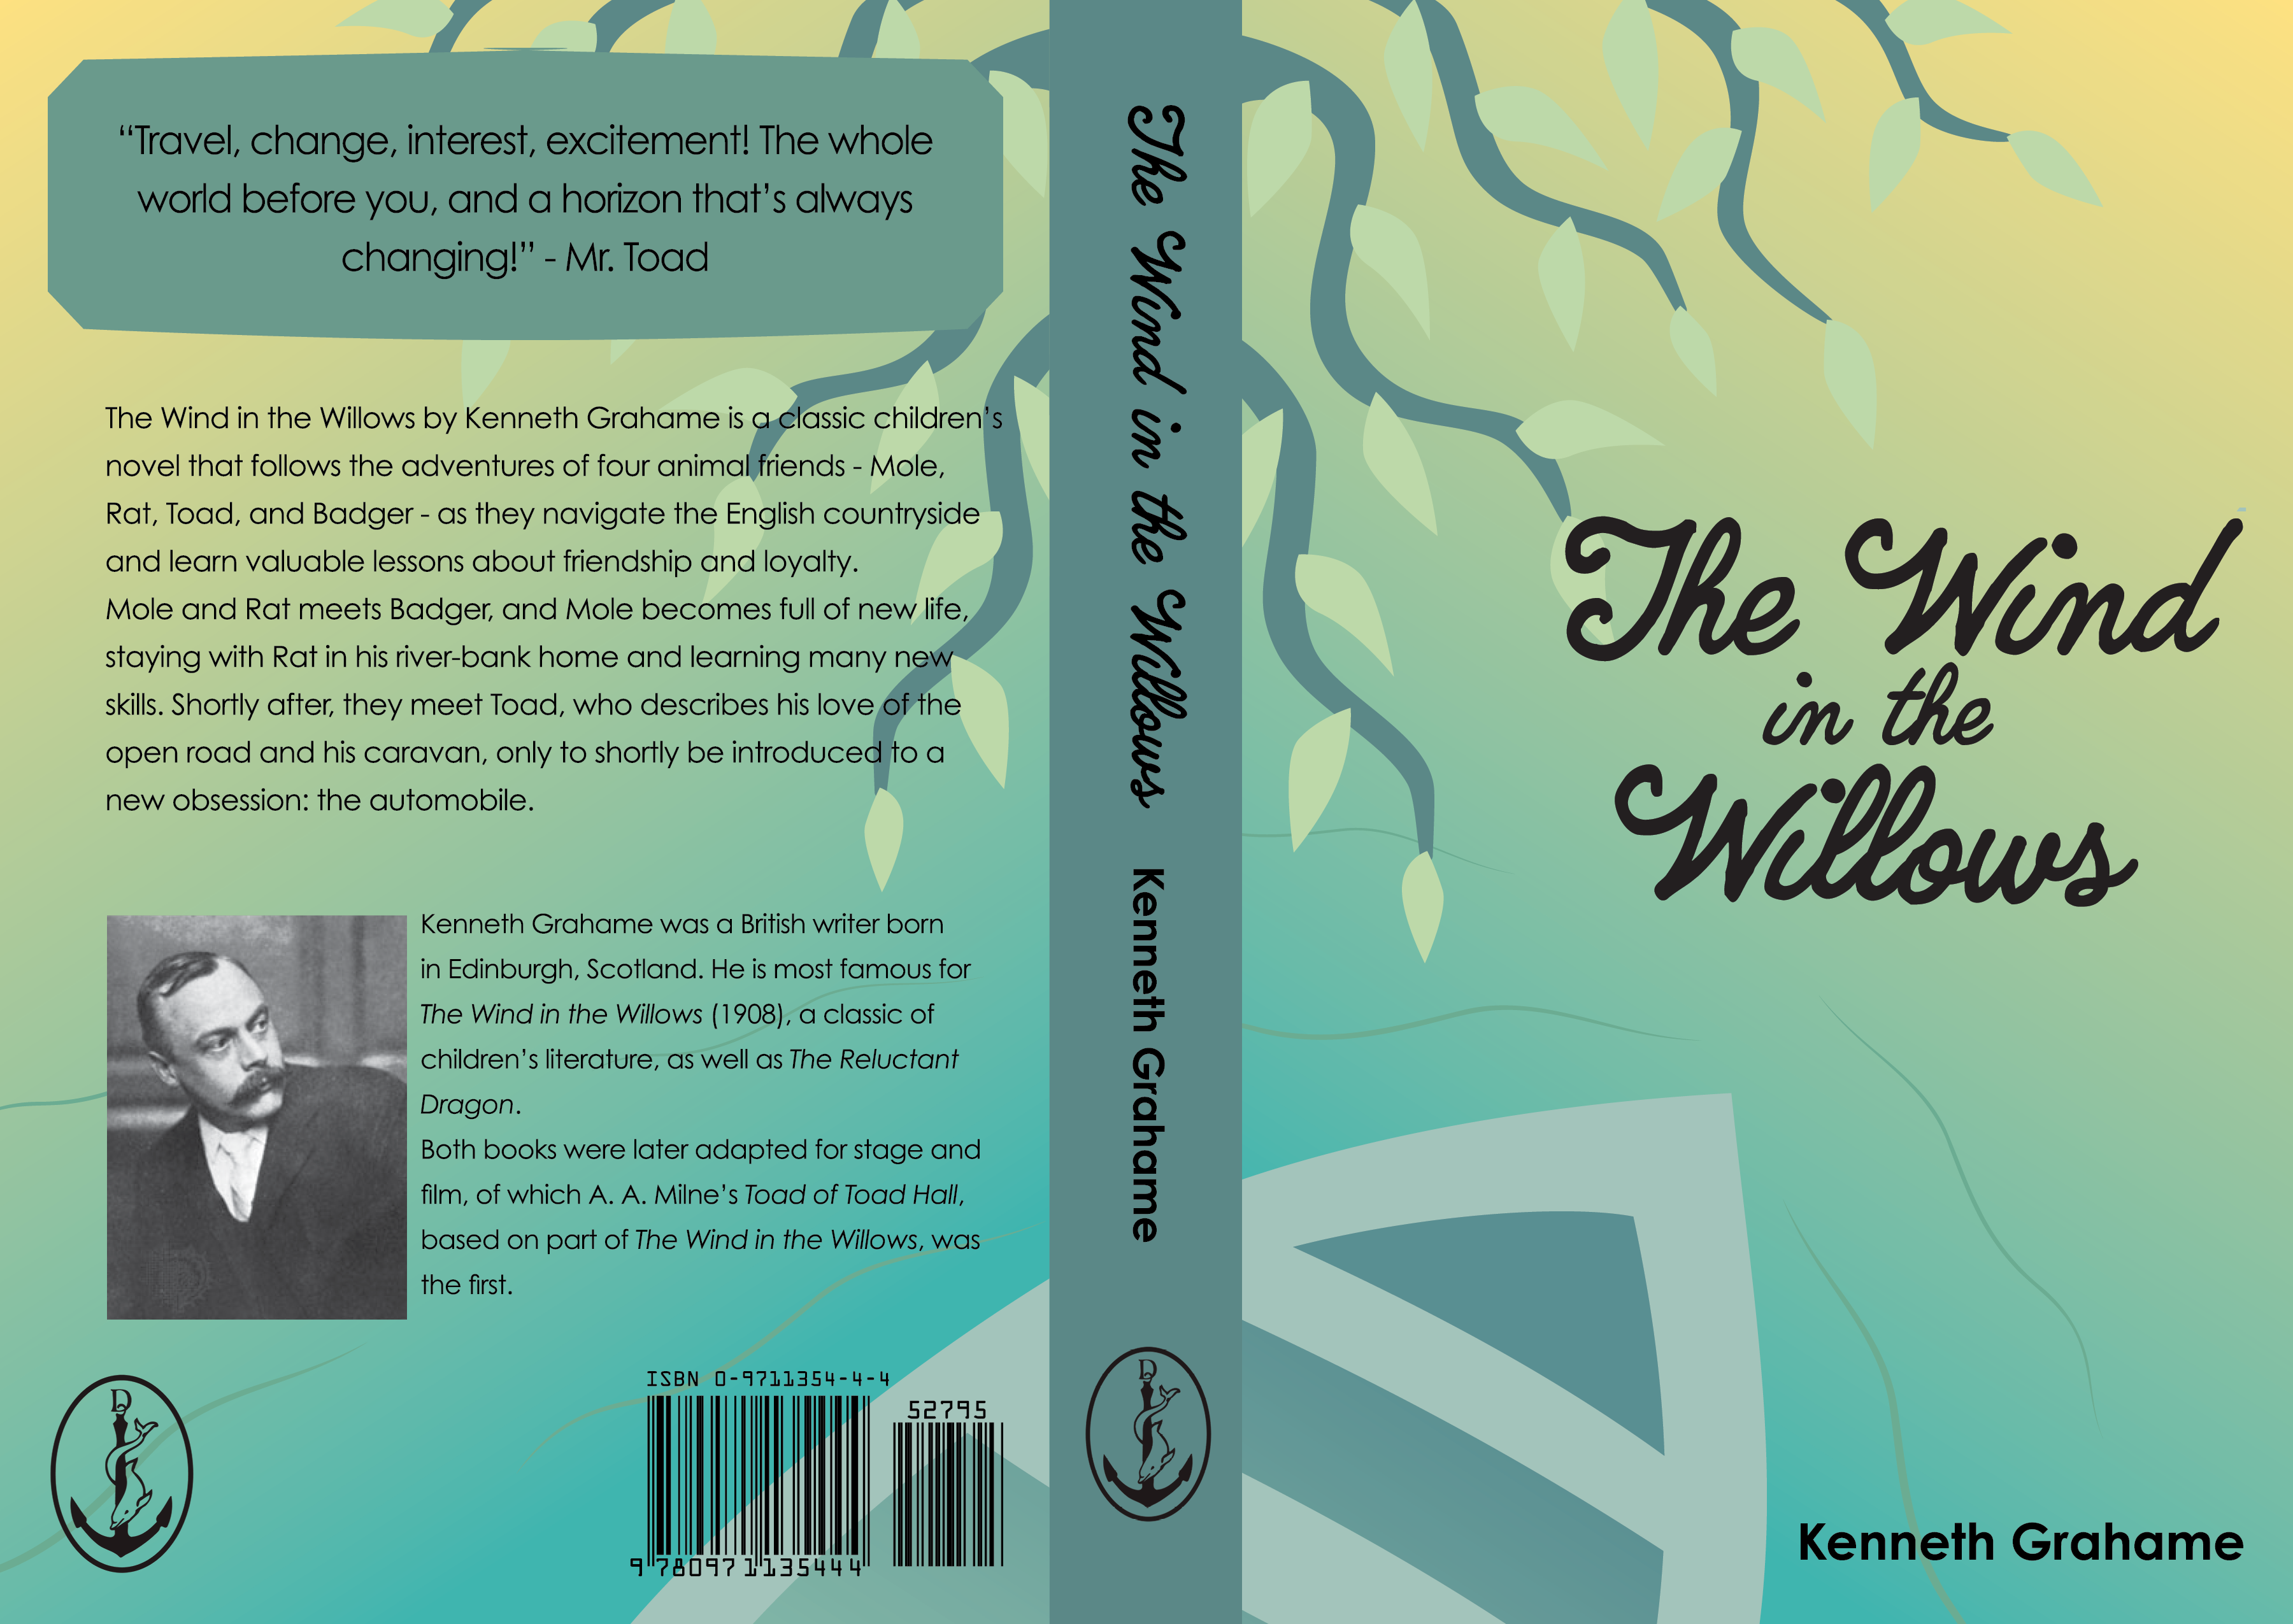 “Travel, change, interest, excitement! The whole
world before you, and a horizon that’s always
changing!” - Mr. Toad
The Wind in the Willows by Kenneth Grahame is a classic children’s
novel that follows the adventures of four animal friends - Mole,
Rat, Toad, and Badger - as they navigate the English countryside
and learn valuable lessons about friendship and loyalty.
Mole and Rat meets Badger, and Mole becomes full of new life,
staying with Rat in his river-bank home and learning many new
skills. Shortly after, they meet Toad, who describes his love of the
open road and his caravan, only to shortly be introduced to a
new obsession: the automobile.
Kenneth Grahame was a British writer born
in Edinburgh, Scotland. He is most famous for
The Wind in the Willows (1908), a classic of
children’s literature, as well as The Reluctant
Dragon.
Both books were later adapted for stage and
film, of which A. A. Milne’s Toad of Toad Hall,
based on part of The Wind in the Willows, was
the first.
D
ISBN 0-9711354-4-4
52795
9 780971 135444
The Wind in the Willows Kenneth Grahame
D
The Wind
in the
Willows
Kenneth Grahame